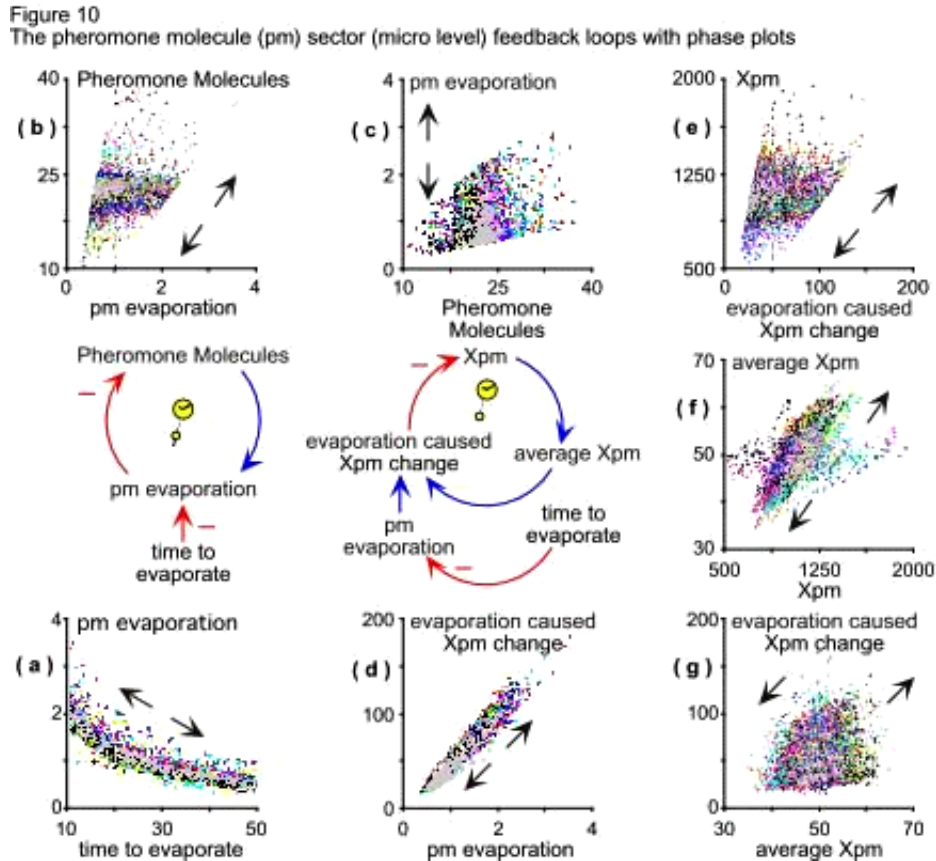 Figure 10
The pheromone molecule (pm) sector (micro level) feedback loops with phase plots
40
Pheromone Molecules
( b )
25
10
0
2
4
pm evaporation
4
pm evaporation
( c )
2
0
10
25
40
Pheromone
Molecules
2000
Xpm
( e )
1250
500
0
100
200
evaporation caused
Xpm change
Pheromone Molecules
–
pm evaporation
–
time to
evaporate
Xpm
–
evaporation caused
Xpm change
average Xpm
pm
evaporation
time to
evaporate
–
70
average Xpm
( f )
50
30
500
1250
2000
Xpm
4
pm evaporation
( a )
2
0
10
30
50
time to evaporate
200
evaporation caused
Xpm change
( d )
100
0
0
2
4
pm evaporation
200
evaporation caused
Xpm change
( g )
100
0
30
50
70
average Xpm